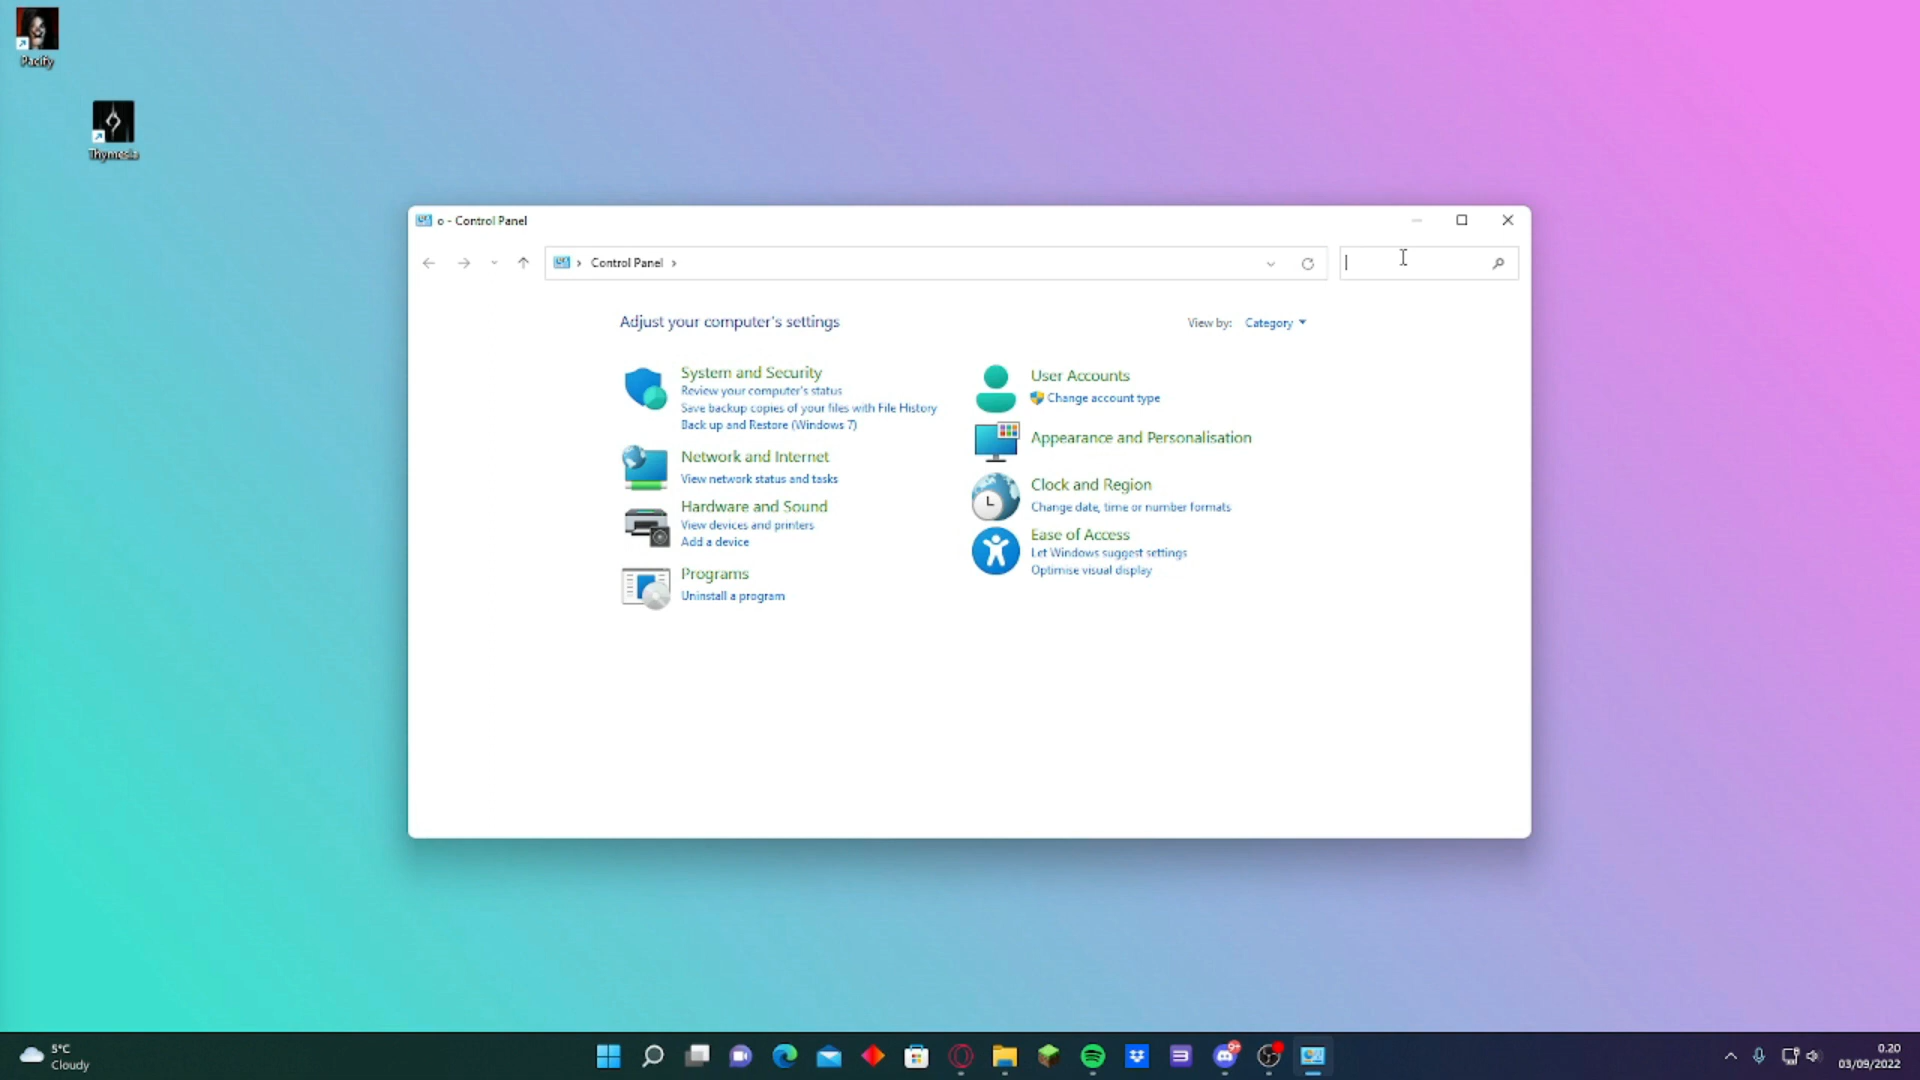 Pacify
Thymesia
o - Control Panel
Control Panel
Adjust your computer's settings
View by: Category
System and Security
Review your computer's status
Save backup copies of your files with File History
Back up and Restore (Windows 7)
Network and Internet
View network status and tasks
Hardware and Sound
View devices and printers
Add a device
Programs
Uninstall a program
User Accounts
Change account type
Appearance and Personalisation
Clock and Region
Change date, time or number formats
Ease of Access
Let Windows suggest settings
Optimise visual display
5°C
Cloudy
9+
0.20
03/09/2022